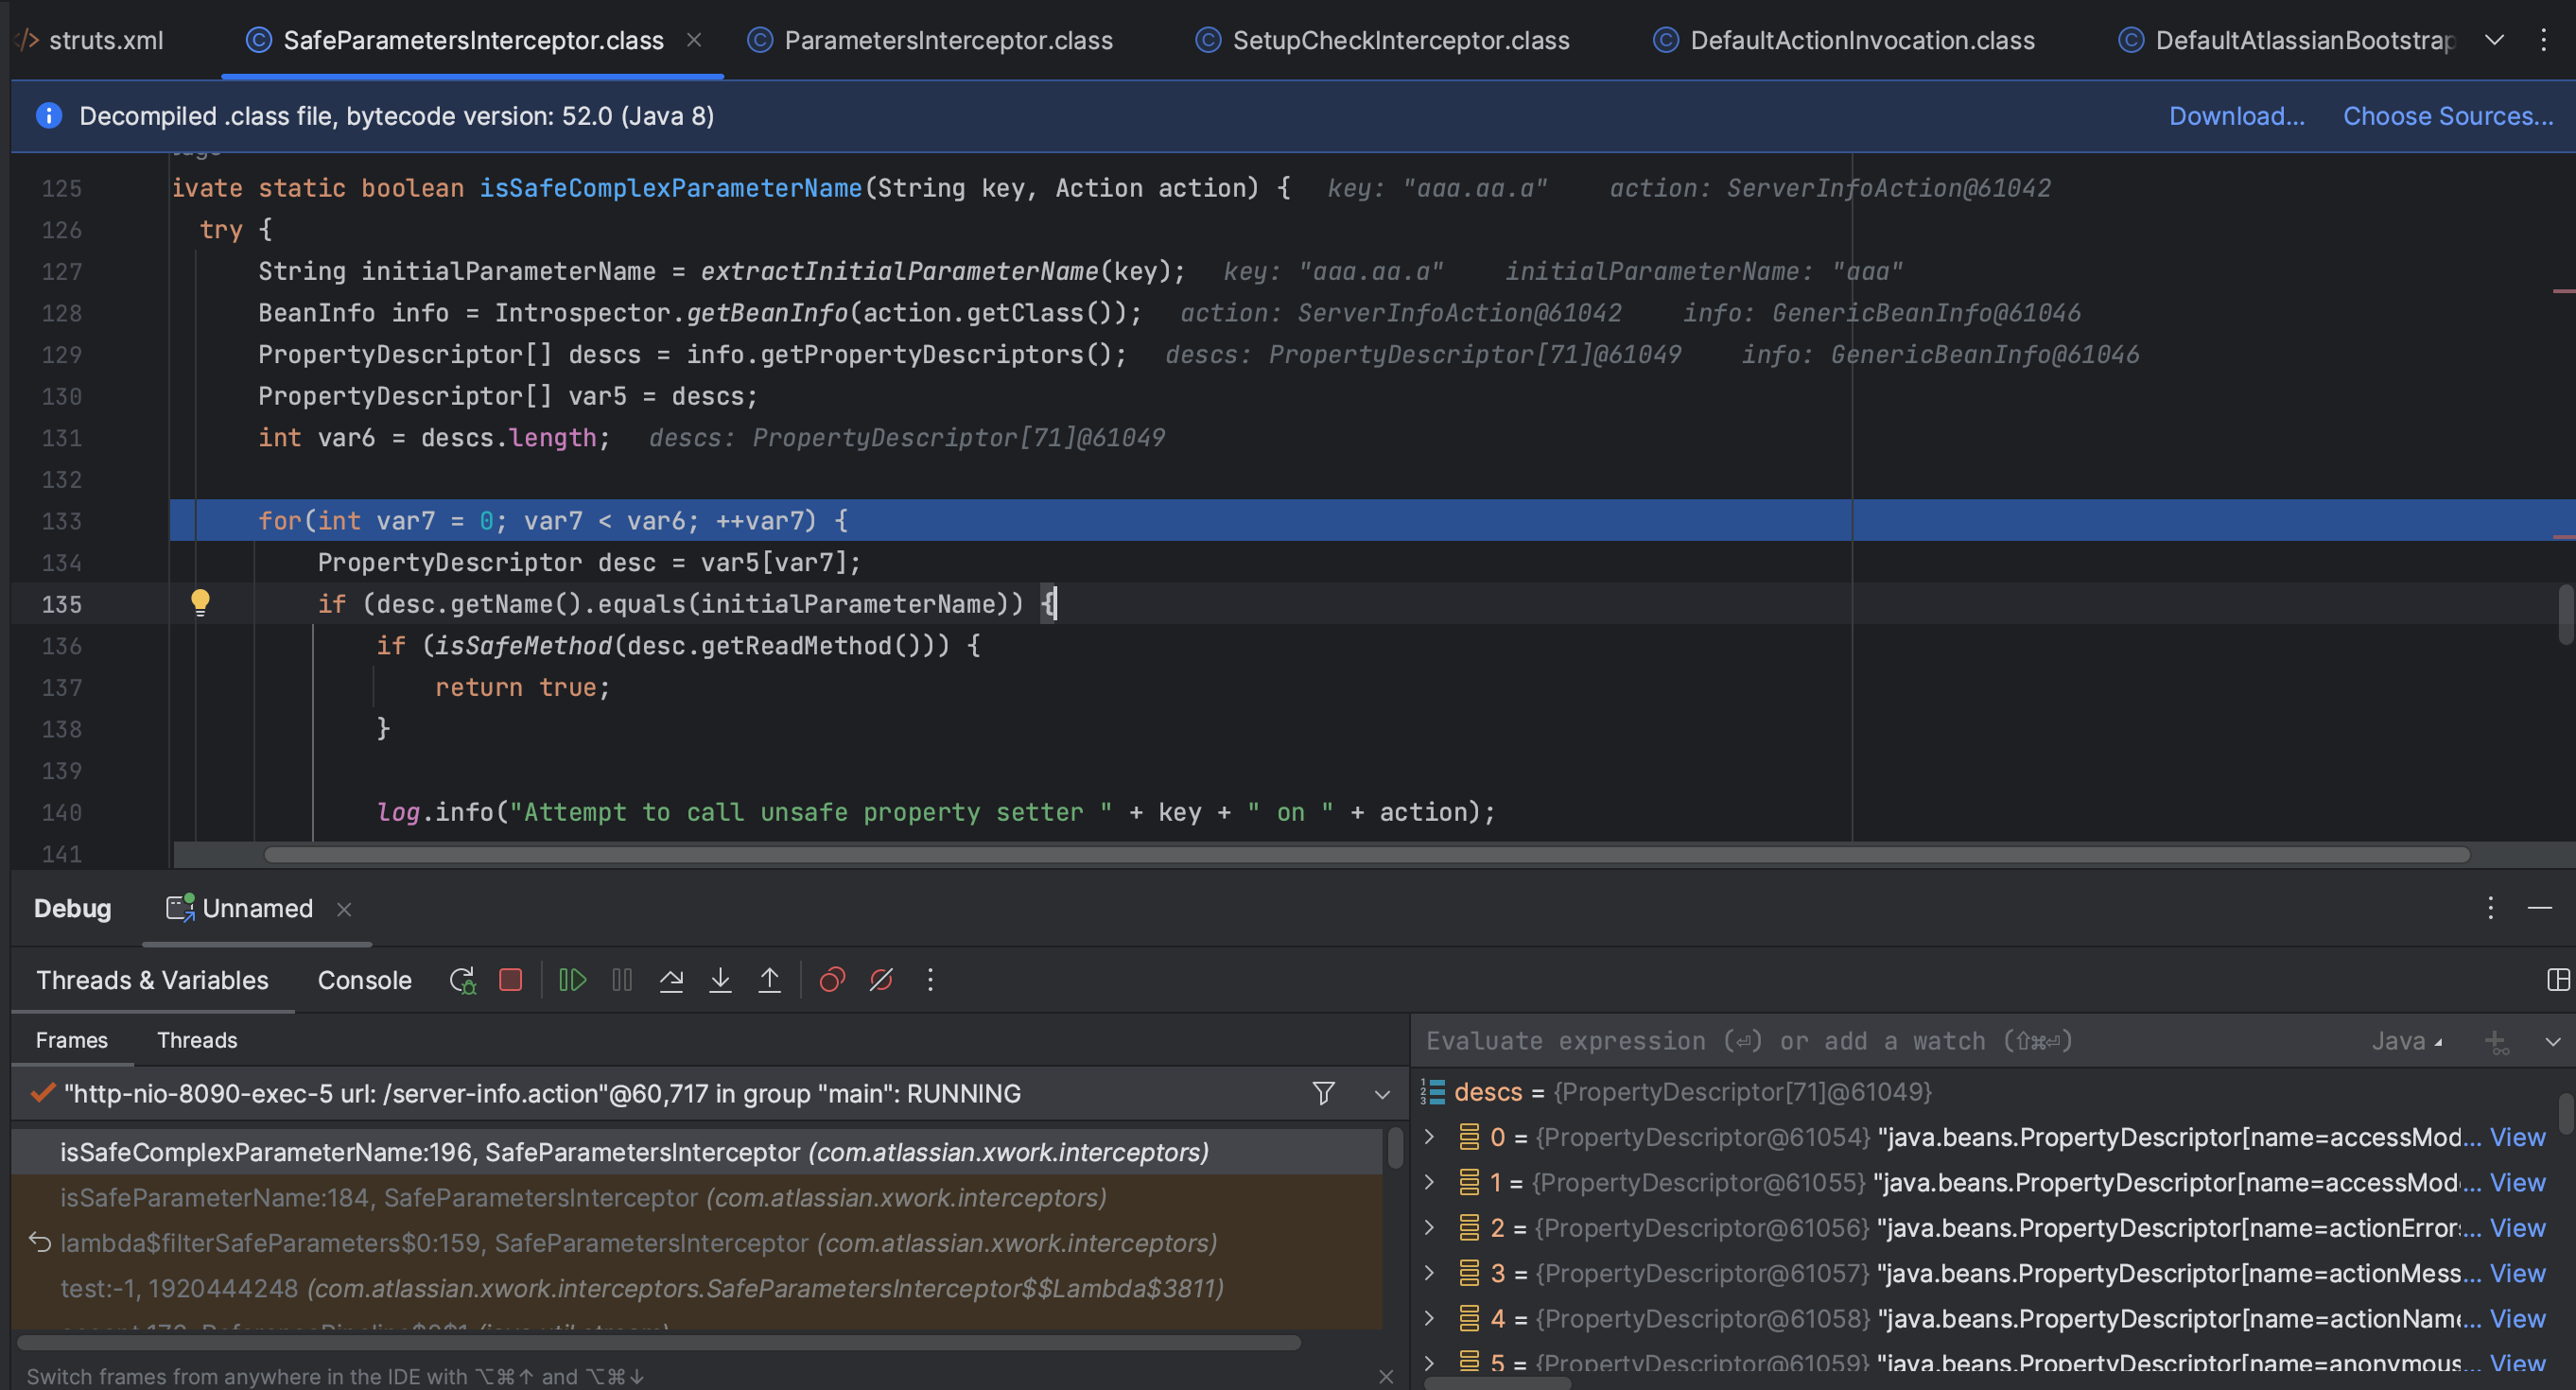 struts.xml
SafeParametersInterceptor.class
ParametersInterceptor.class
SetupCheckInterceptor.class
DefaultActionInvocation.class
DefaultAtlassianBootstrap
Decompiled .class file, bytecode version: 52.0 (Java 8)
Download...
Choose Sources...
125 ivate static boolean isSafeComplexParameterName(String key, Action action) { key: "aaa.aa.a" action: ServerInfoAction@61042
126 try {
127 String initialParameterName = extractInitialParameterName(key); key: "aaa.aa.a" initialParameterName: "aaa"
128 BeanInfo info = Introspector.getBeanInfo(action.getClass()); action: ServerInfoAction@61042 info: GenericBeanInfo@61046
129 PropertyDescriptor[] descs = info.getPropertyDescriptors(); descs: PropertyDescriptor[71]@61049 info: GenericBeanInfo@61046
130 PropertyDescriptor[] var5 = descs;
131 int var6 = descs.length; descs: PropertyDescriptor[71]@61049
132
133 for(int var7 = 0; var7 < var6; ++var7) {
134 PropertyDescriptor desc = var5[var7];
135 if (desc.getName().equals(initialParameterName)) {
136 if (isSafeMethod(desc.getReadMethod())) {
137 return true;
138 }
139
140 log.info("Attempt to call unsafe property setter " + key + " on " + action);
141
Debug
Unnamed
Threads & Variables
Console
Frames
Threads
Evaluate expression (⏎) or add a watch (⇧⌘⏎)
Java
"http-nio-8090-exec-5 url: /server-info.action"@60,717 in group "main": RUNNING
isSafeComplexParameterName:196, SafeParametersInterceptor (com.atlassian.xwork.interceptors)
isSafeParameterName:184, SafeParametersInterceptor (com.atlassian.xwork.interceptors)
lambda$filterSafeParameters$0:159, SafeParametersInterceptor (com.atlassian.xwork.interceptors)
test:-1, 1920444248 (com.atlassian.xwork.interceptors.SafeParametersInterceptor$$Lambda$3811)
Switch frames from anywhere in the IDE with ⌥⌘↑ and ⌥⌘↓
descs = {PropertyDescriptor[71]@61049}
0 = {PropertyDescriptor@61054} "java.beans.PropertyDescriptor[name=accessMod... View
1 = {PropertyDescriptor@61055} "java.beans.PropertyDescriptor[name=accessMod... View
2 = {PropertyDescriptor@61056} "java.beans.PropertyDescriptor[name=actionError... View
3 = {PropertyDescriptor@61057} "java.beans.PropertyDescriptor[name=actionMess... View
4 = {PropertyDescriptor@61058} "java.beans.PropertyDescriptor[name=actionName... View
5 = {PropertyDescriptor@61059} "java.beans.PropertyDescriptor[name=anonymous... View